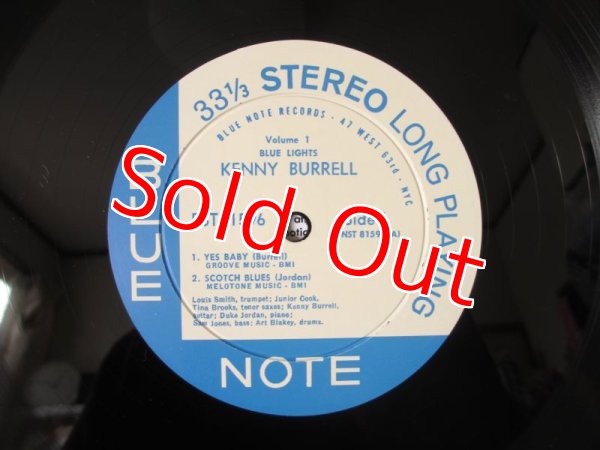 33⅓ STEREO LONG PLAYING
BLUE NOTE RECORDS · 47 WEST 63rd · NYC
Volume 1
BLUE LIGHTS
KENNY BURRELL
Sold Out
1. YES BABY (Burrell)
GROOVE MUSIC - BMI
2. SCOTCH BLUES (Jordan)
MELOTONE MUSIC - BMI
Louis Smith, trumpet; Junior Cook,
Tina Brooks, tenor saxes; Kenny Burrell,
guitar; Duke Jordan, piano;
Sam Jones, bass; Art Blakey, drums.
BLUE
NOTE